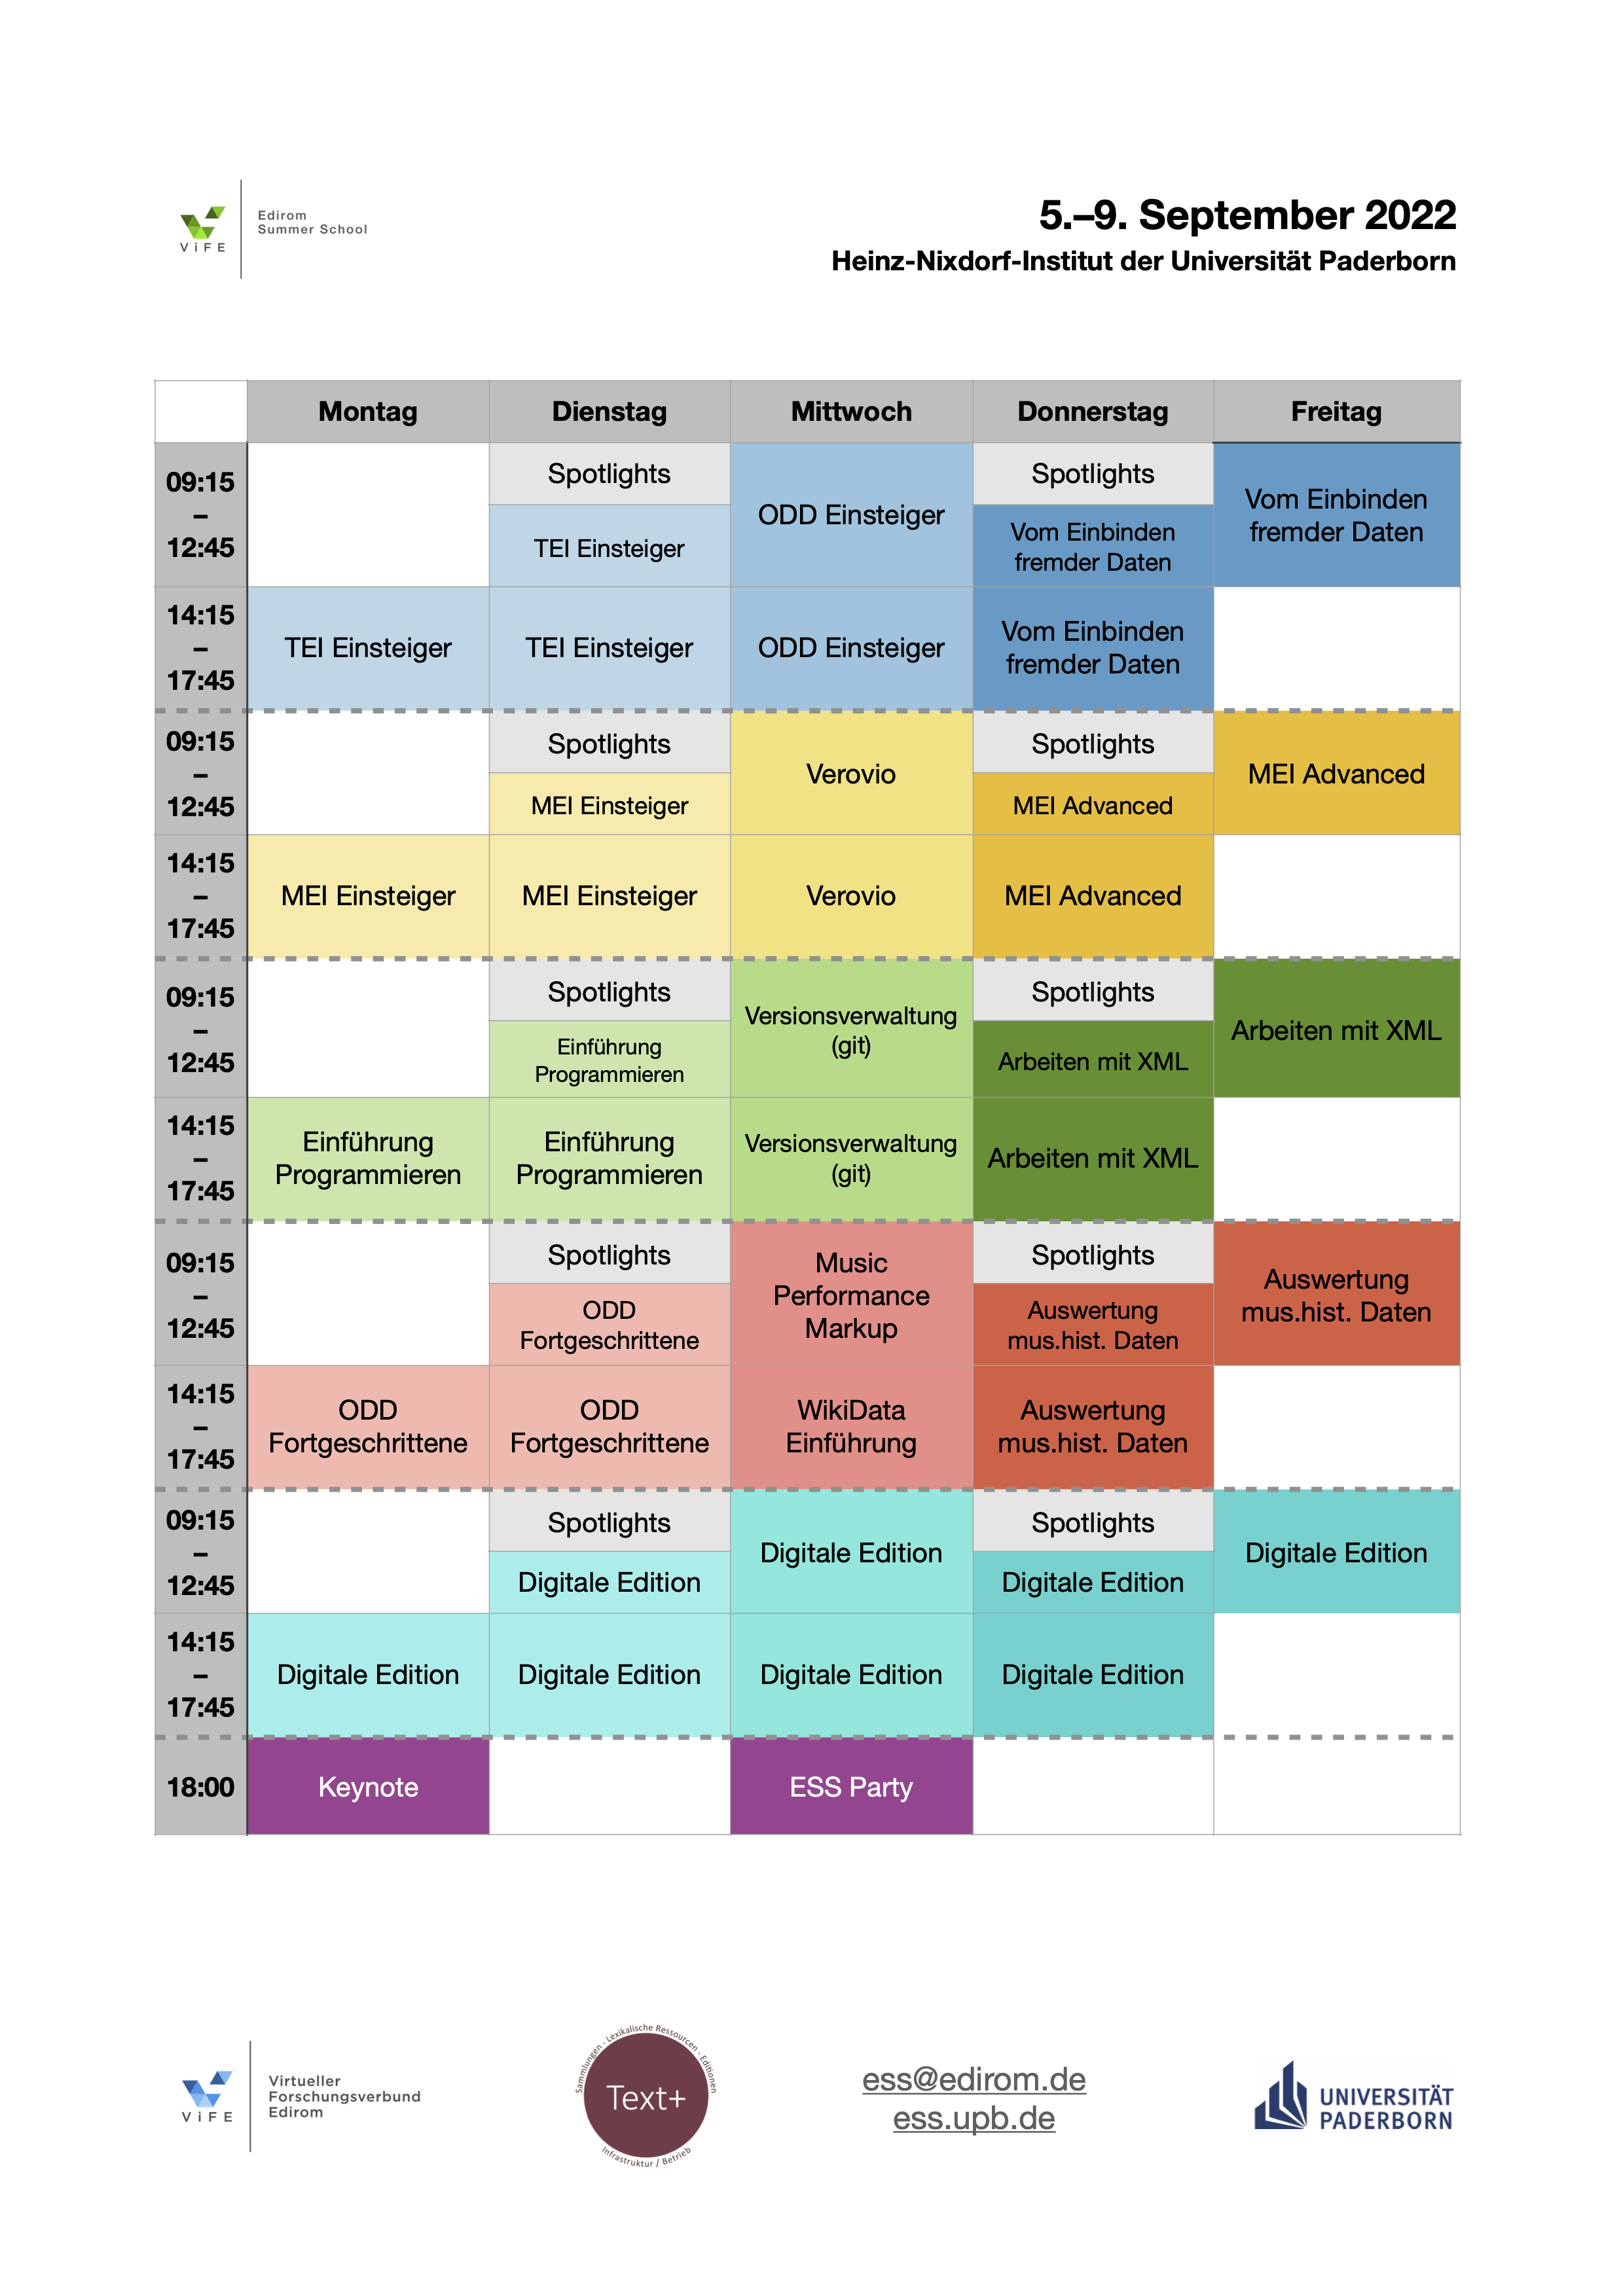 Edirom
Summer School
ViFE
5.–9. September 2022
Heinz-Nixdorf-Institut der Universität Paderborn
Montag Dienstag Mittwoch Donnerstag Freitag
09:15
–
12:45
Spotlights
TEI Einsteiger
ODD Einsteiger
Spotlights
Vom Einbinden
fremder Daten
Vom Einbinden
fremder Daten
14:15
–
17:45
TEI Einsteiger
TEI Einsteiger
ODD Einsteiger
Vom Einbinden
fremder Daten
09:15
–
12:45
Spotlights
MEI Einsteiger
Verovio
Spotlights
MEI Advanced
MEI Advanced
14:15
–
17:45
MEI Einsteiger
MEI Einsteiger
Verovio
MEI Advanced
09:15
–
12:45
Spotlights
Einführung
Programmieren
Versionsverwaltung
(git)
Spotlights
Arbeiten mit XML
Arbeiten mit XML
14:15
–
17:45
Einführung
Programmieren
Einführung
Programmieren
Versionsverwaltung
(git)
Arbeiten mit XML
09:15
–
12:45
Spotlights
ODD
Fortgeschrittene
Music
Performance
Markup
Spotlights
Auswertung
mus.hist. Daten
Auswertung
mus.hist. Daten
14:15
–
17:45
ODD
Fortgeschrittene
ODD
Fortgeschrittene
WikiData
Einführung
Auswertung
mus.hist. Daten
09:15
–
12:45
Spotlights
Digitale Edition
Digitale Edition
Spotlights
Digitale Edition
Digitale Edition
14:15
–
17:45
Digitale Edition
Digitale Edition
Digitale Edition
Digitale Edition
18:00
Keynote
ESS Party
ViFE
Virtueller
Forschungsverbund
Edirom
Sammlungen - Lexikalische Ressourcen - Editionen
Text+
Infrastruktur / Betrieb
ess@edirom.de
ess.upb.de
UNIVERSITÄT
PADERBORN